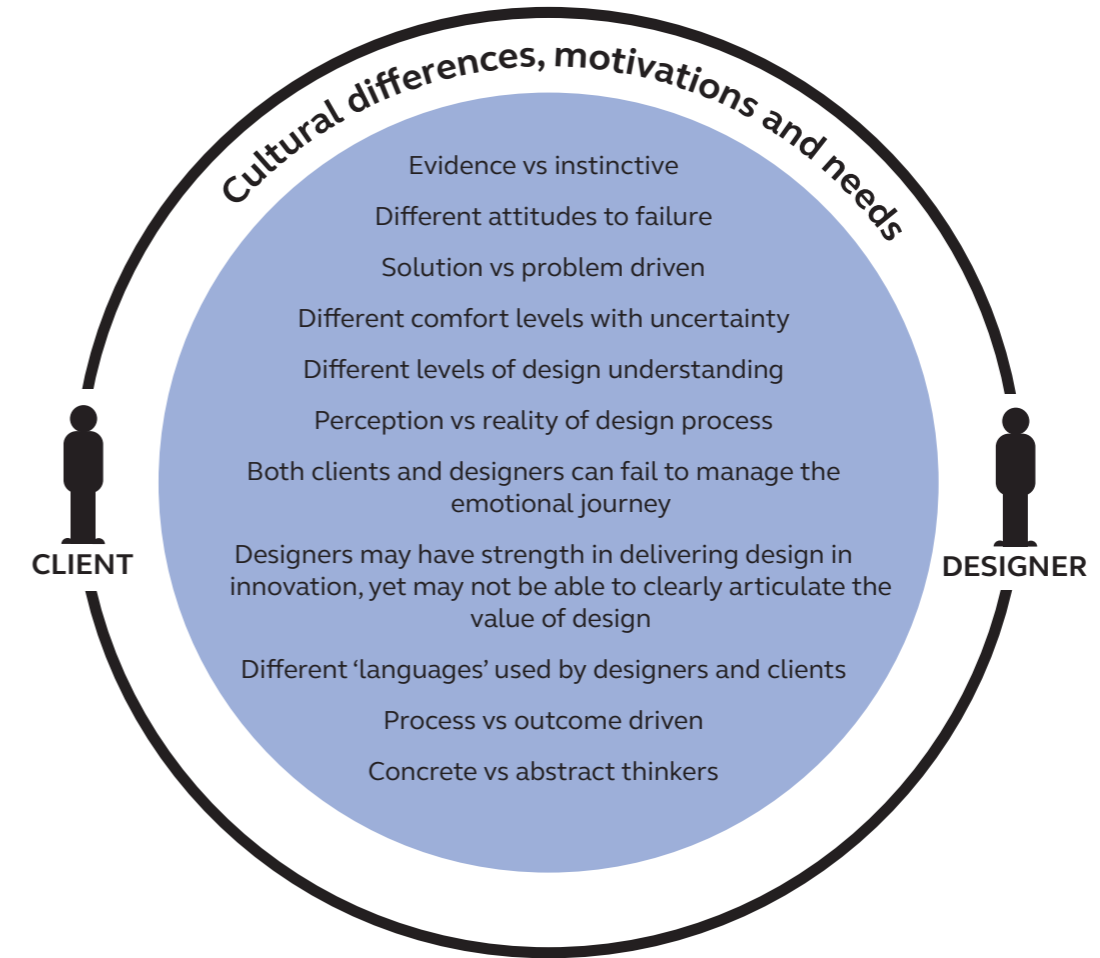 Cultural differences, motivations and needs
Evidence vs instinctive
Different attitudes to failure
Solution vs problem driven
Different comfort levels with uncertainty
Different levels of design understanding
Perception vs reality of design process
Both clients and designers can fail to manage the
emotional journey
Designers may have strength in delivering design in
innovation, yet may not be able to clearly articulate the
value of design
Different ‘languages’ used by designers and clients
Process vs outcome driven
Concrete vs abstract thinkers
CLIENT
DESIGNER